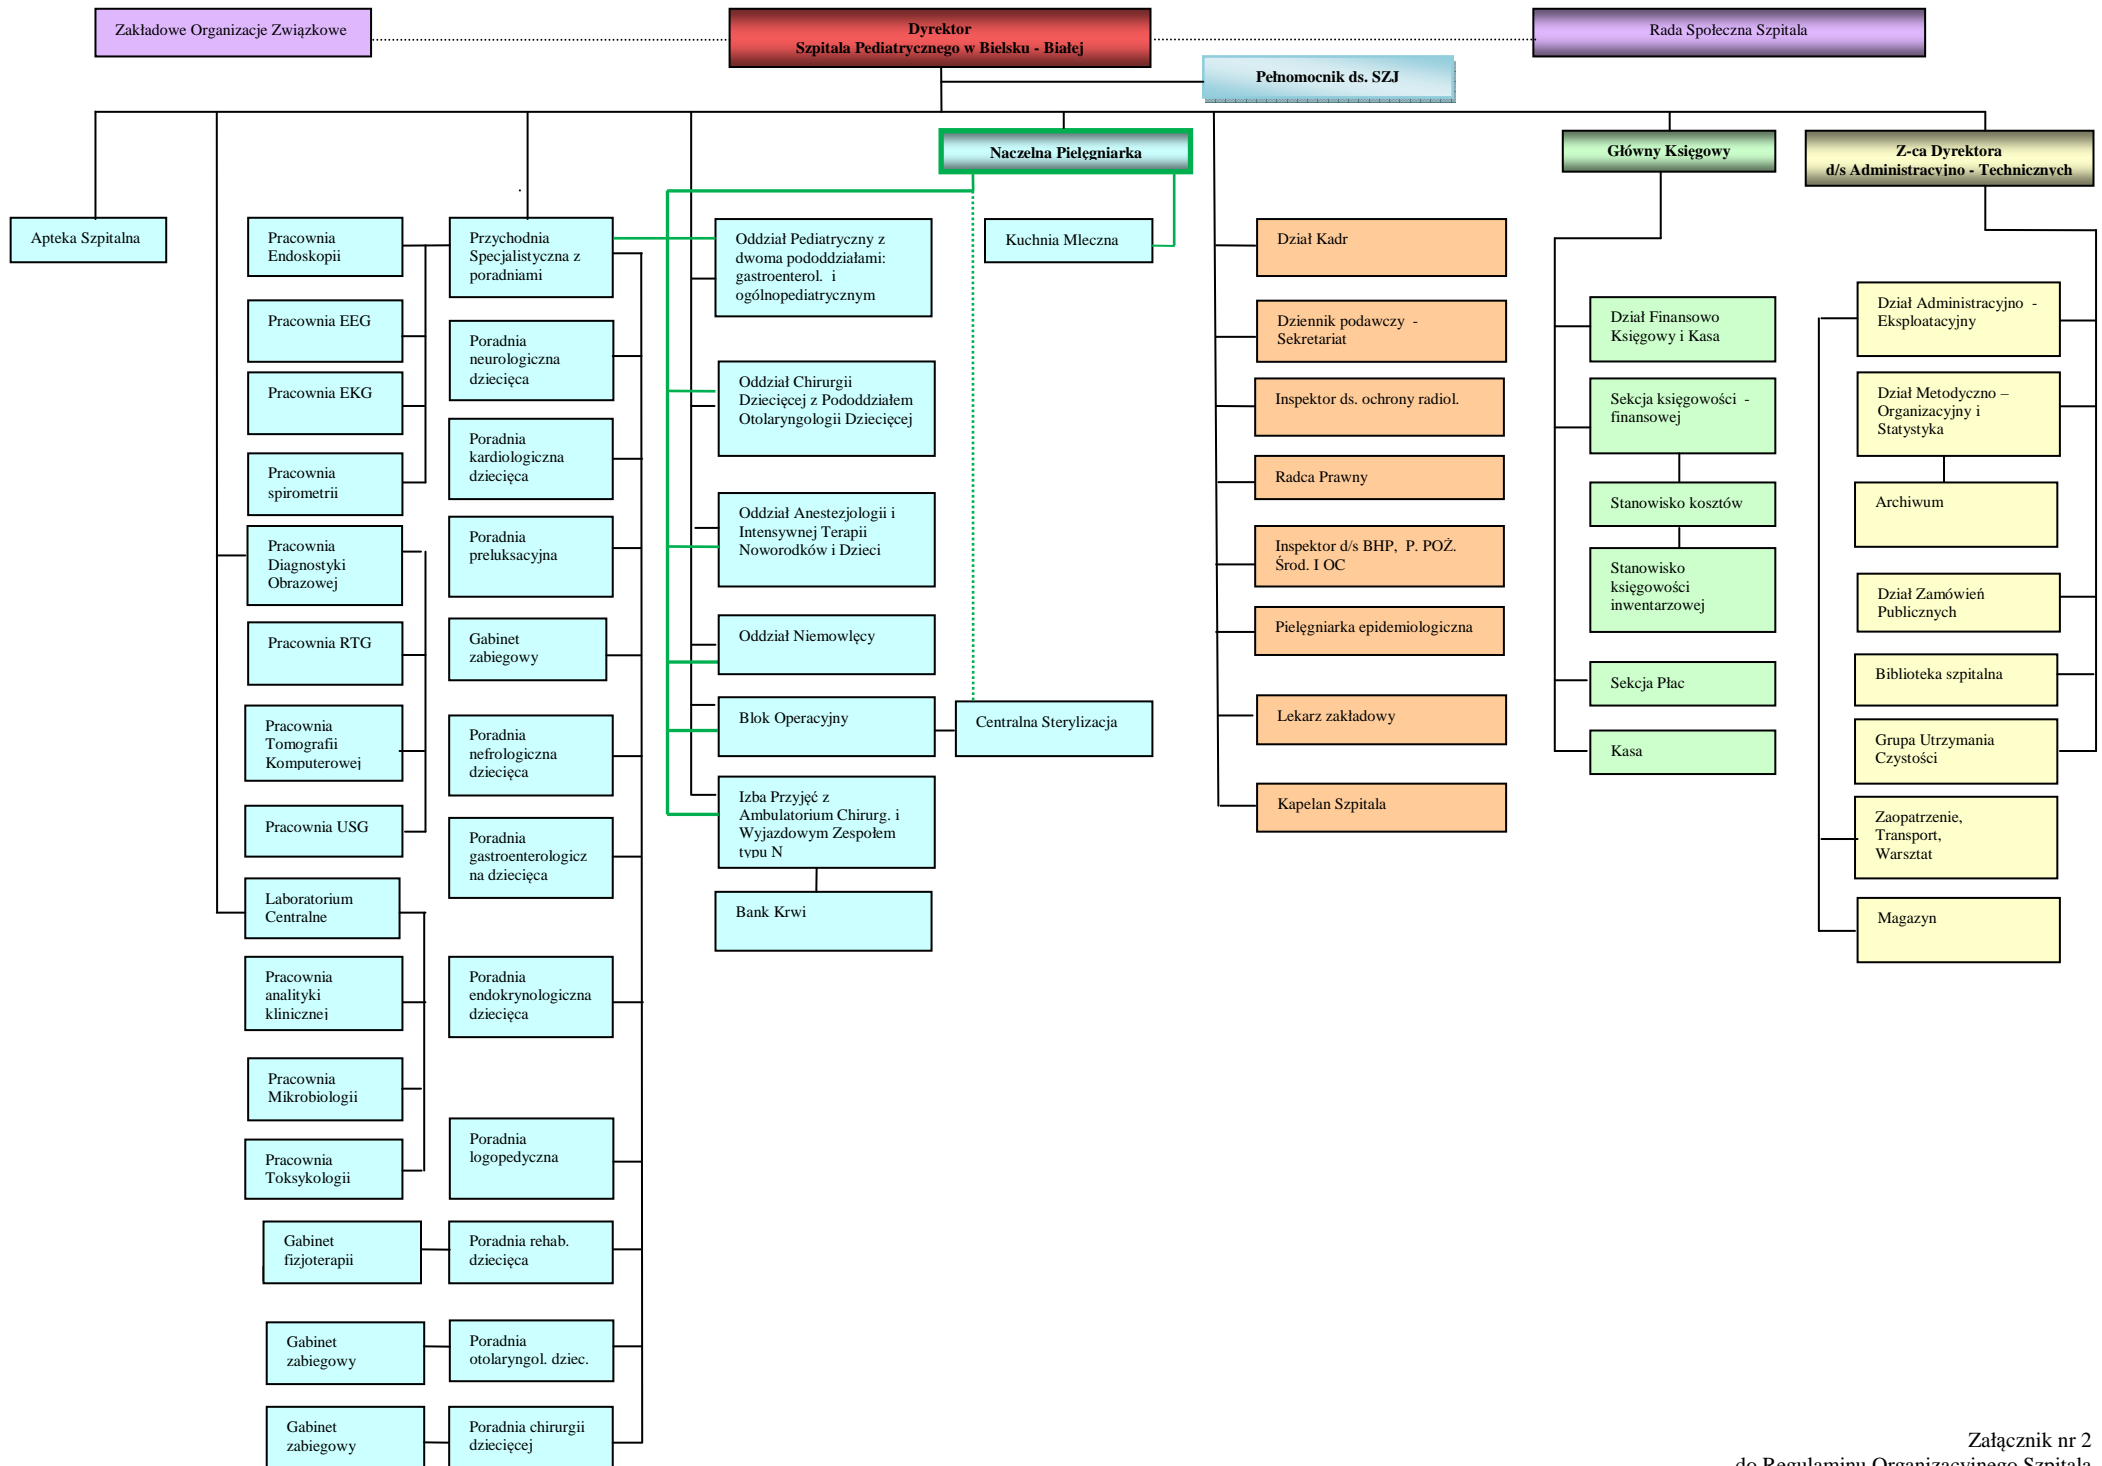 Zakładowe Organizacje Związkowe
Dyrektor
Szpitala Pediatrycznego w Bielsku - Białej
Rada Społeczna Szpitala
Pełnomocnik ds. SZJ
Naczelna Pielęgniarka
Główny Księgowy
Z-ca Dyrektora
d/s Administracyjno - Technicznych
Apteka Szpitalna
Pracownia
Endoskopii
Pracownia EEG
Pracownia EKG
Pracownia
spirometrii
Pracownia
Diagnostyki
Obrazowej
Pracownia RTG
Pracownia
Tomografii
Komputerowej
Pracownia USG
Laboratorium
Centralne
Pracownia
analityki
klinicznej
Pracownia
Mikrobiologii
Pracownia
Toksykologii
Gabinet
fizjoterapii
Gabinet
zabiegowy
Gabinet
zabiegowy
Przychodnia
Specjalistyczna z
poradniami
Poradnia
neurologiczna
dziecięca
Poradnia
kardiologiczna
dziecięca
Poradnia
preluksacyjna
Gabinet
zabiegowy
Poradnia
nefrologiczna
dziecięca
Poradnia
gastroenterologicz
na dziecięca
Poradnia
endokrynologiczna
dziecięca
Poradnia
logopedyczna
Poradnia rehab.
dziecięca
Poradnia
otolaryngol. dziec.
Poradnia chirurgii
dziecięcej
Oddział Pediatryczny z
dwoma pododdziałami:
gastroenterol. i
ogólnopediatrycznym
Oddział Chirurgii
Dziecięcej z Pododdziałem
Otolaryngologii Dziecięcej
Oddział Anestezjologii i
Intensywnej Terapii
Noworodków i Dzieci
Oddział Niemowlęcy
Blok Operacyjny
Izba Przyjęć z
Ambulatorium Chirurg. i
Wyjazdowym Zespołem
typu N
Bank Krwi
Kuchnia Mleczna
Centralna Sterylizacja
Dział Kadr
Dziennik podawczy -
Sekretariat
Inspektor ds. ochrony radiol.
Radca Prawny
Inspektor d/s BHP, P. POŻ.
Środ. I OC
Pielęgniarka epidemiologiczna
Lekarz zakładowy
Kapelan Szpitala
Dział Finansowo
Księgowy i Kasa
Sekcja księgowości -
finansowej
Stanowisko kosztów
Stanowisko
księgowości
inwentarzowej
Sekcja Płac
Kasa
Dział Administracyjno -
Eksploatacyjny
Dział Metodyczno –
Organizacyjny i
Statystyka
Archiwum
Dział Zamówień
Publicznych
Biblioteka szpitalna
Grupa Utrzymania
Czystości
Zaopatrzenie,
Transport,
Warsztat
Magazyn
Załącznik nr 2
do Regulaminu Organizacyjnego Szpitala